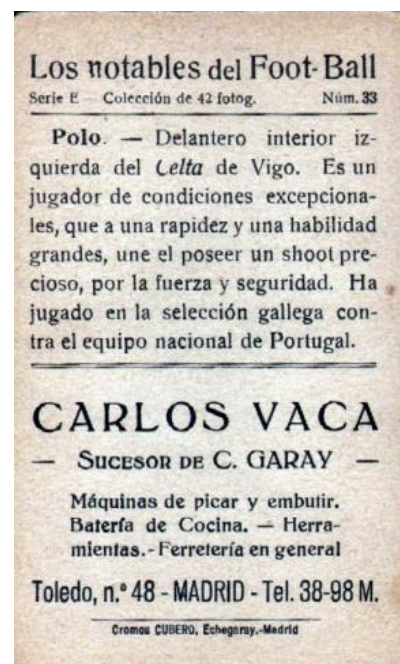 Los notables del Foot-Ball
Serie E — Colección de 42 fotog. Núm. 33
Polo. — Delantero interior iz-
quierda del Celta de Vigo. Es un
jugador de condiciones excepciona-
les, que a una rapidez y una habilidad
grandes, une el poseer un shoot pre-
cioso, por la fuerza y seguridad. Ha
jugado en la selección gallega con-
tra el equipo nacional de Portugal.
CARLOS VACA
— SUCESOR DE C. GARAY —
Máquinas de picar y embutir.
Batería de Cocina. — Herra-
mientas.- Ferretería en general
Toledo, n.º 48 - MADRID - Tel. 38-98 M.
Cromos CUBERO, Echegaray.-Madrid